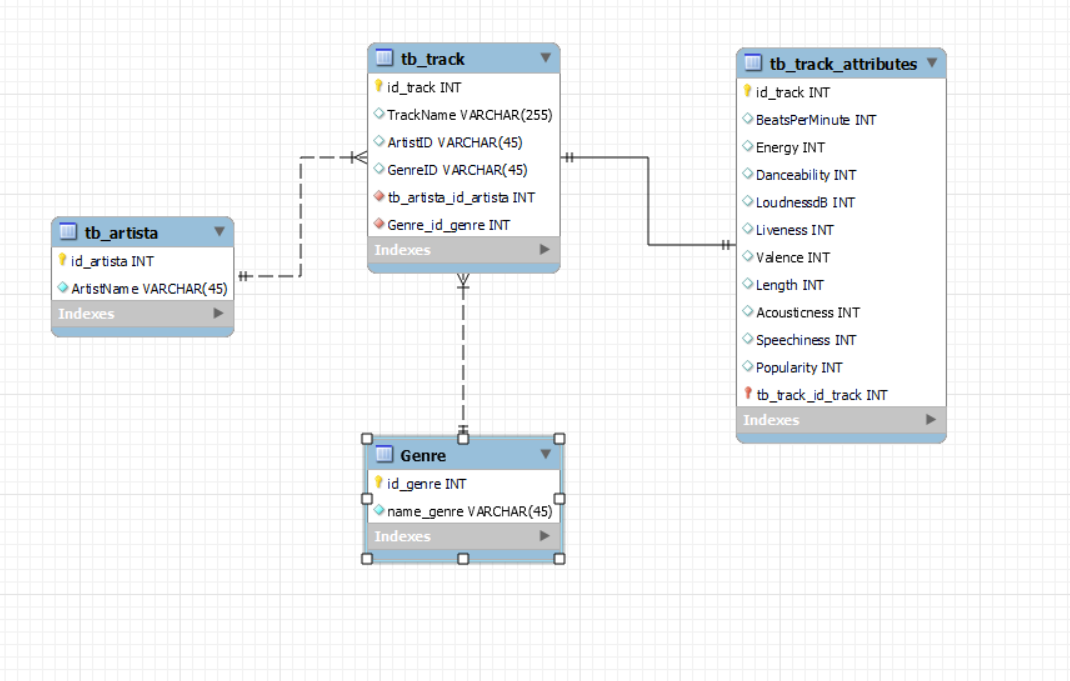 tb_track
id_track INT
TrackName VARCHAR(255)
ArtistID VARCHAR(45)
GenreID VARCHAR(45)
tb_artista_id_artista INT
Genre_id_genre INT
Indexes
tb_track_attributes
id_track INT
BeatsPerMinute INT
Energy INT
Danceability INT
LoudnessdB INT
Liveness INT
Valence INT
Length INT
Acousticness INT
Speechiness INT
Popularity INT
tb_track_id_track INT
Indexes
tb_artista
id_artista INT
ArtistName VARCHAR(45)
Indexes
Genre
id_genre INT
name_genre VARCHAR(45)
Indexes